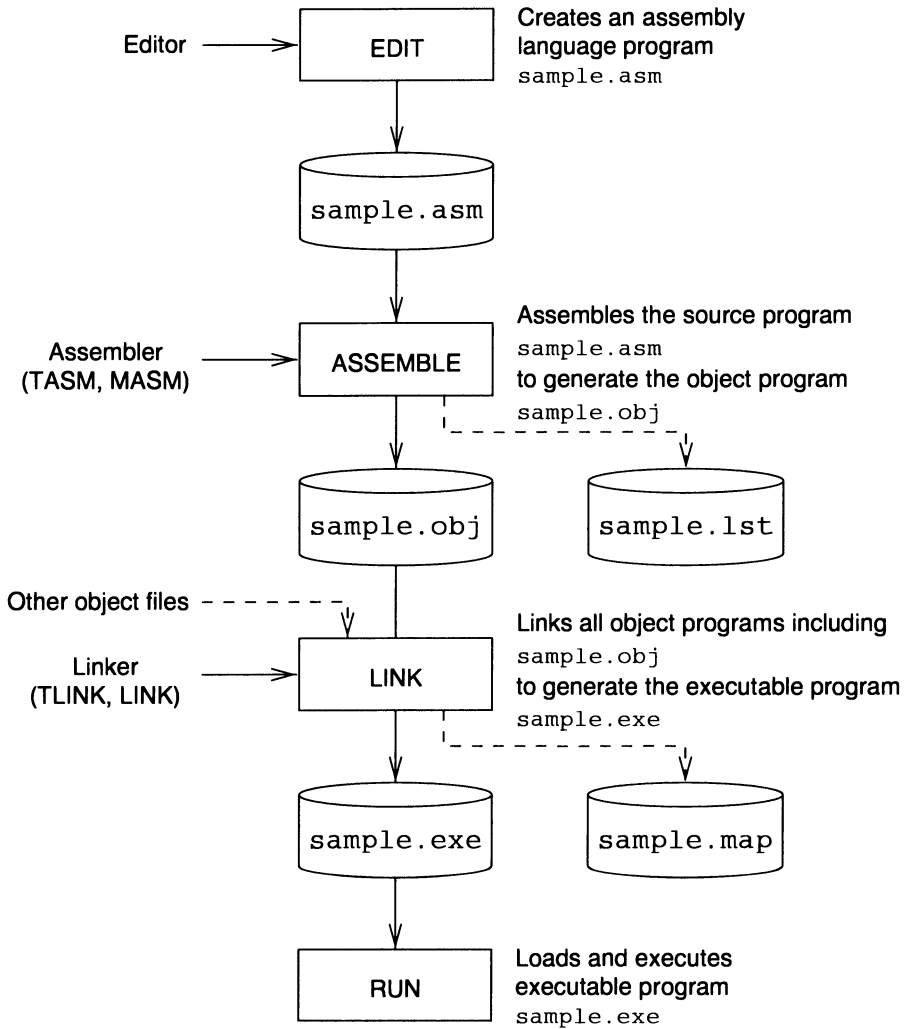 Creates an assembly
Editor
EDIT
language program
sample.asm
sample.asm
Assembles the source program
Assembler
(TASM, MASM)
ASSEMBLE
sample.asm
to generate the object program
sample.obj
sample.obj
sample.lst
Other object files
Links all object programs including
Linker
(TLINK, LINK)
LINK
sample.obj
to generate the executable program
sample.exe
sample.exe
sample.map
Loads and executes
RUN
executable program
sample.exe